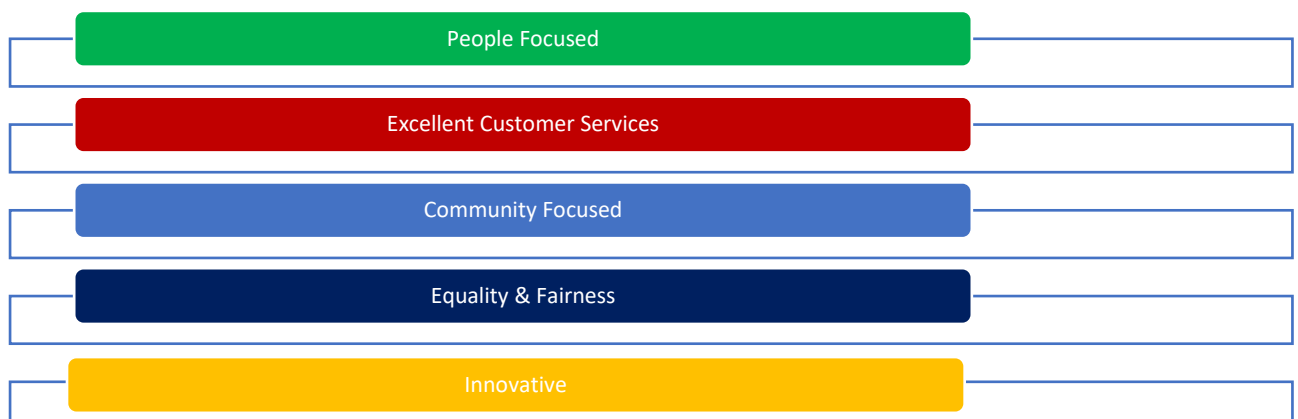 People Focused
Excellent Customer Services
Community Focused
Equality & Fairness
Innovative